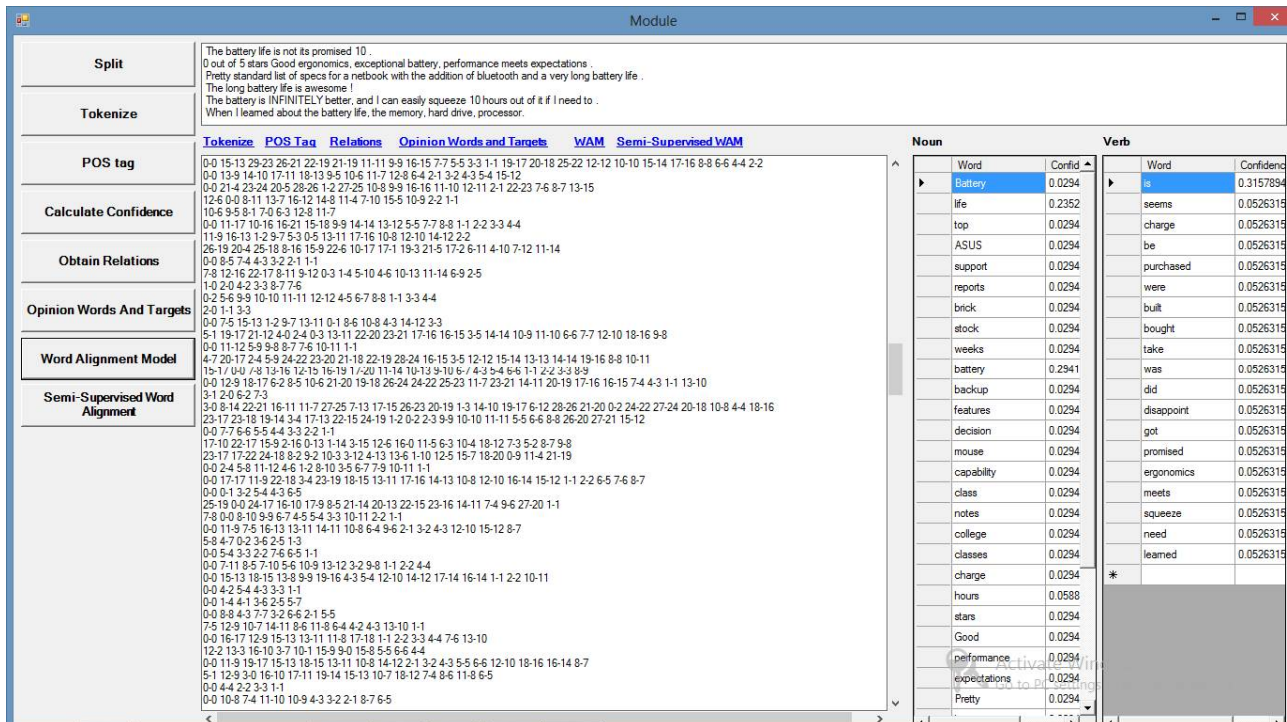 Module
Split
Tokenize
POS tag
Calculate Confidence
Obtain Relations
Opinion Words And Targets
Word Alignment Model
Semi-Supervised Word
Alignment
The battery life is not its promised 10 .
0 out of 5 stars Good ergonomics, exceptional battery, performance meets expectations .
Pretty standard list of specs for a netbook with the addition of bluetooth and a very long battery life .
The long battery life is awesome !
The battery is INFINITELY better, and I can easily squeeze 10 hours out of it if I need to .
When I learned about the battery life, the memory, hard drive, processor.
Tokenize POS Tag Relations Opinion Words and Targets WAM Semi-Supervised WAM
0-0 15-13 29-23 26-21 22-19 21-19 11-11 9-9 16-15 7-7 5-5 3-3 1-1 19-17 20-18 25-22 12-12 10-10 15-14 17-16 8-8 6-6 4-4 2-2
0-0 13-9 14-10 17-11 18-13 9-5 10-6 11-7 12-8 6-4 2-1 3-2 4-3 5-4 15-12
0-0 21-4 23-24 20-5 28-26 1-2 27-25 10-8 9-9 16-16 11-10 12-11 2-1 22-23 7-6 8-7 13-15
12-6 0-0 8-11 13-7 16-12 14-8 11-4 7-10 15-5 10-9 2-2 1-1
10-6 9-5 8-1 7-0 6-3 12-8 11-7
0-0 11-17 10-16 16-21 15-18 9-9 14-14 13-12 5-5 7-7 8-8 1-1 2-2 3-3 4-4
11-9 16-13 1-2 9-7 5-3 0-5 13-11 17-16 10-8 12-10 14-12 2-2
26-19 20-4 25-18 8-16 15-9 22-6 10-17 17-1 19-3 21-5 17-2 6-11 4-10 7-12 11-14
0-0 8-5 7-4 4-3 3-2 2-1 1-1
7-8 12-16 22-17 8-11 9-12 0-3 1-4 5-10 4-6 10-13 11-14 6-9 2-5
1-0 2-0 4-2 3-3 8-7 7-6
0-2 5-6 9-9 10-10 11-11 12-12 4-5 6-7 8-8 1-1 3-3 4-4
2-0 1-1 3-3
0-0 7-5 15-13 1-2 9-7 13-11 0-1 8-6 10-8 4-3 14-12 3-3
5-1 19-17 21-12 4-0 2-4 0-3 13-11 22-20 23-21 17-16 16-15 3-5 14-14 10-9 11-10 6-6 7-7 12-10 18-16 9-8
0-0 11-12 5-9 9-8 8-7 7-6 10-11 1-1
4-7 20-17 2-4 5-9 24-22 23-20 21-18 22-19 28-24 16-15 3-5 12-12 15-14 13-13 14-14 19-16 8-8 10-11
15-17 0-0 7-8 13-16 12-15 16-19 17-20 11-14 10-13 9-10 6-7 4-3 5-4 6-6 1-1 2-2 3-3 8-9
0-0 12-9 18-17 6-2 8-5 10-6 21-20 19-18 26-24 24-22 25-23 11-7 23-21 14-11 20-19 17-16 16-15 7-4 4-3 1-1 13-10
3-1 2-0 6-2 7-3
3-0 8-14 22-21 16-11 11-7 27-25 7-13 17-15 26-23 20-19 1-3 14-10 19-17 6-12 28-26 21-20 0-2 24-22 27-24 20-18 10-8 4-4 18-16
23-17 23-18 19-14 3-4 17-13 22-15 24-19 1-2 0-2 2-3 9-9 10-10 11-11 5-5 6-6 8-8 26-20 27-21 15-12
0-0 7-7 6-6 5-5 4-4 3-3 2-2 1-1
17-10 22-17 15-9 2-16 0-13 1-14 3-15 12-6 16-0 11-5 6-3 10-4 18-12 7-3 5-2 8-7 9-8
23-17 17-22 24-18 8-2 9-2 10-3 3-12 4-13 13-6 1-10 12-5 15-7 18-20 0-9 11-4 21-19
0-0 2-4 5-8 11-12 4-6 1-2 8-10 3-5 6-7 7-9 10-11 1-1
0-0 17-17 11-9 22-18 3-4 23-19 18-15 13-11 17-16 14-13 10-8 12-10 16-14 15-12 1-1 2-2 6-5 7-6 8-7
0-0 0-1 3-2 5-4 4-3 6-5
25-19 0-0 24-17 16-10 17-9 8-5 21-14 20-13 22-15 23-16 14-11 7-4 9-6 27-20 1-1
7-8 0-0 8-10 9-9 6-7 4-5 5-4 3-3 10-11 2-2 1-1
0-0 11-9 7-5 16-13 13-11 14-11 10-8 6-4 9-6 2-1 3-2 4-3 12-10 15-12 8-7
5-8 4-7 0-2 3-6 2-5 1-3
0-0 5-4 3-3 2-2 7-6 6-5 1-1
0-0 7-11 8-5 7-10 5-6 10-9 13-12 3-2 9-8 1-1 2-2 4-4
0-0 15-13 18-15 13-8 9-9 19-16 4-3 5-4 12-10 14-12 17-14 16-14 1-1 2-2 10-11
0-0 4-2 5-4 4-3 3-3 1-1
0-0 1-4 4-1 3-6 2-5 5-7
0-0 8-8 4-3 7-7 3-2 6-6 2-1 5-5
7-5 12-9 10-7 14-11 8-6 11-8 6-4 4-2 4-3 13-10 1-1
0-0 16-17 12-9 15-13 13-11 11-8 17-18 1-1 2-2 3-3 4-4 7-6 13-10
12-2 13-3 16-10 3-7 10-1 15-9 9-0 15-8 5-5 6-6 4-4
0-0 11-9 19-17 15-13 18-15 13-11 10-8 14-12 2-1 3-2 4-3 5-5 6-6 12-10 18-16 16-14 8-7
5-1 12-9 3-0 16-10 17-11 19-14 15-13 10-7 18-12 7-4 8-6 11-8 6-5
0-0 4-4 2-2 3-3 1-1
0-0 10-8 7-4 11-10 10-9 4-3 3-2 2-1 8-7 6-5
Noun
Word Confid
Battery 0.0294
life 0.2352
top 0.0294
ASUS 0.0294
support 0.0294
reports 0.0294
brick 0.0294
stock 0.0294
weeks 0.0294
battery 0.2941
backup 0.0294
features 0.0294
decision 0.0294
mouse 0.0294
capability 0.0294
class 0.0294
notes 0.0294
college 0.0294
classes 0.0294
charge 0.0294
hours 0.0588
stars 0.0294
Good 0.0294
performance 0.0294
expectations 0.0294
Pretty 0.0294
Verb
Word Confidenc
is 0.3157894
seems 0.0526315
charge 0.0526315
be 0.0526315
purchased 0.0526315
were 0.0526315
built 0.0526315
bought 0.0526315
take 0.0526315
was 0.0526315
did 0.0526315
disappoint 0.0526315
got 0.0526315
promised 0.0526315
ergonomics 0.0526315
meets 0.0526315
squeeze 0.0526315
need 0.0526315
learned 0.0526315
Activate Win
Go to PC settings